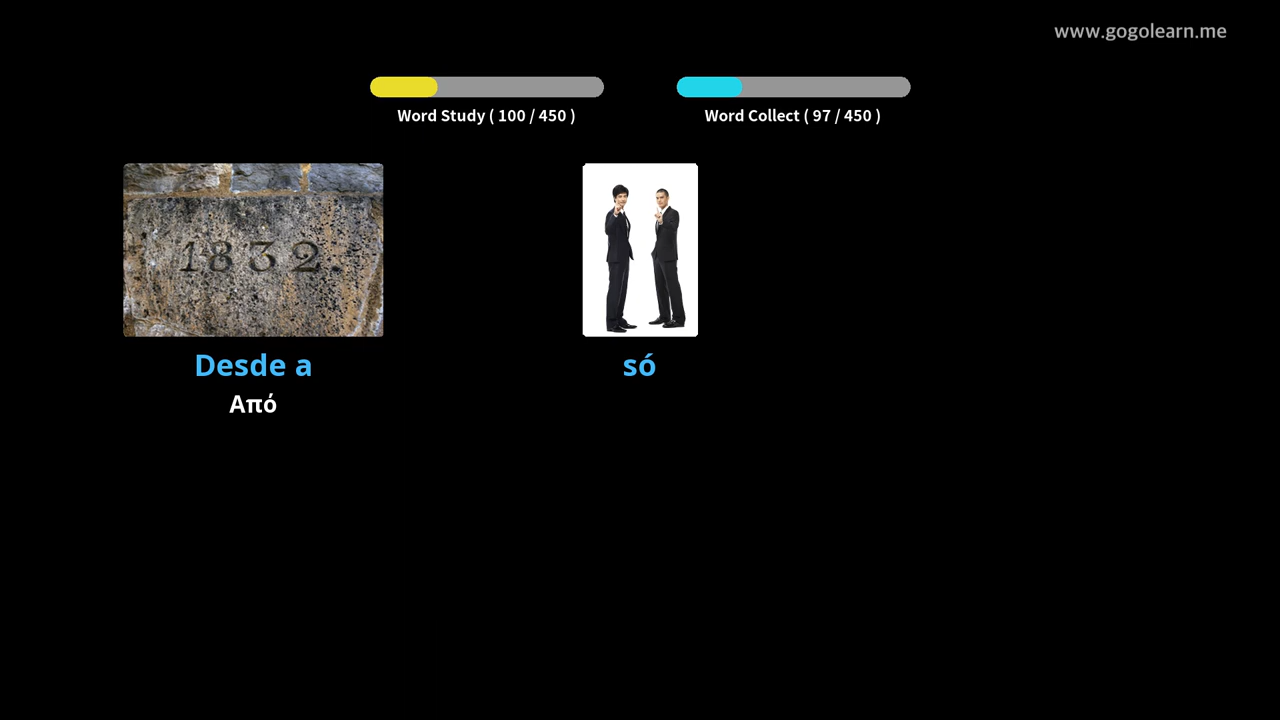 www.gogolearn.me
Word Study ( 100 / 450 )
Word Collect ( 97 / 450 )
1832.
Desde a
Από
só